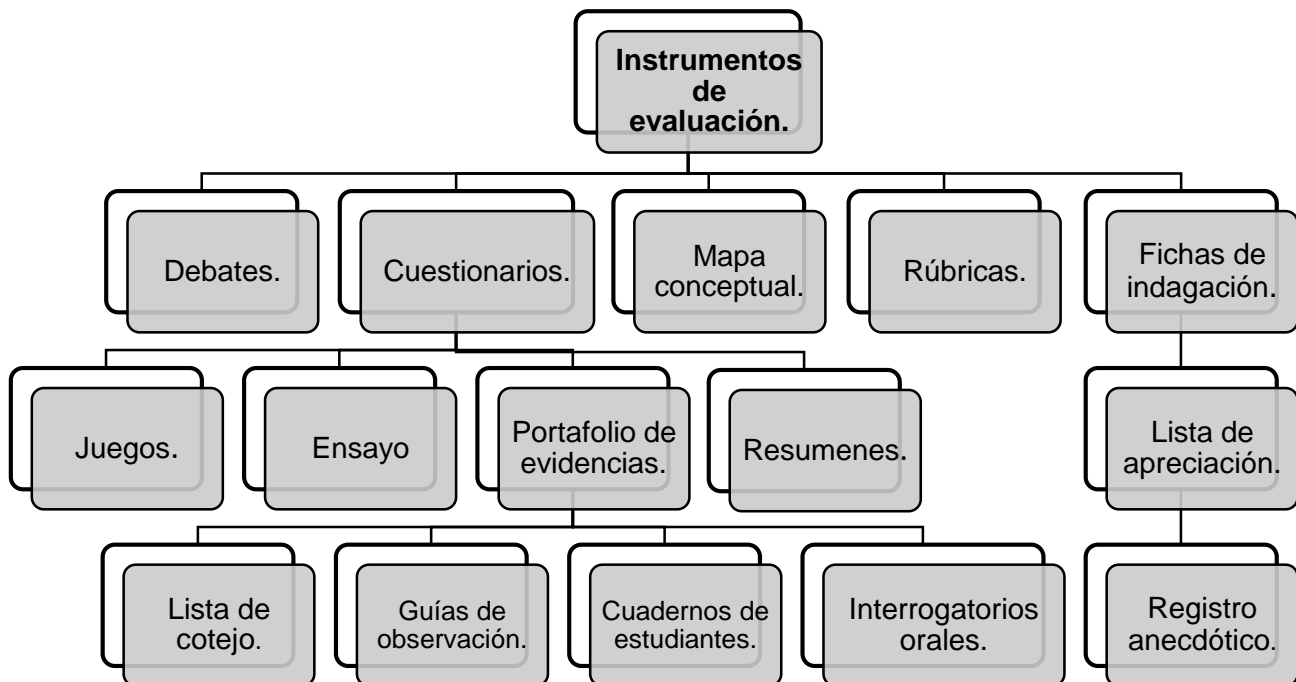 Instrumentos
de
evaluación.
Debates.
Cuestionarios.
Mapa
conceptual.
Rúbricas.
Fichas de
indagación.
Juegos.
Ensayo
Portafolio de
evidencias.
Resumenes.
Lista de
apreciación.
Lista de
cotejo.
Guías de
observación.
Cuadernos de
estudiantes.
Interrogatorios
orales.
Registro
anecdótico.